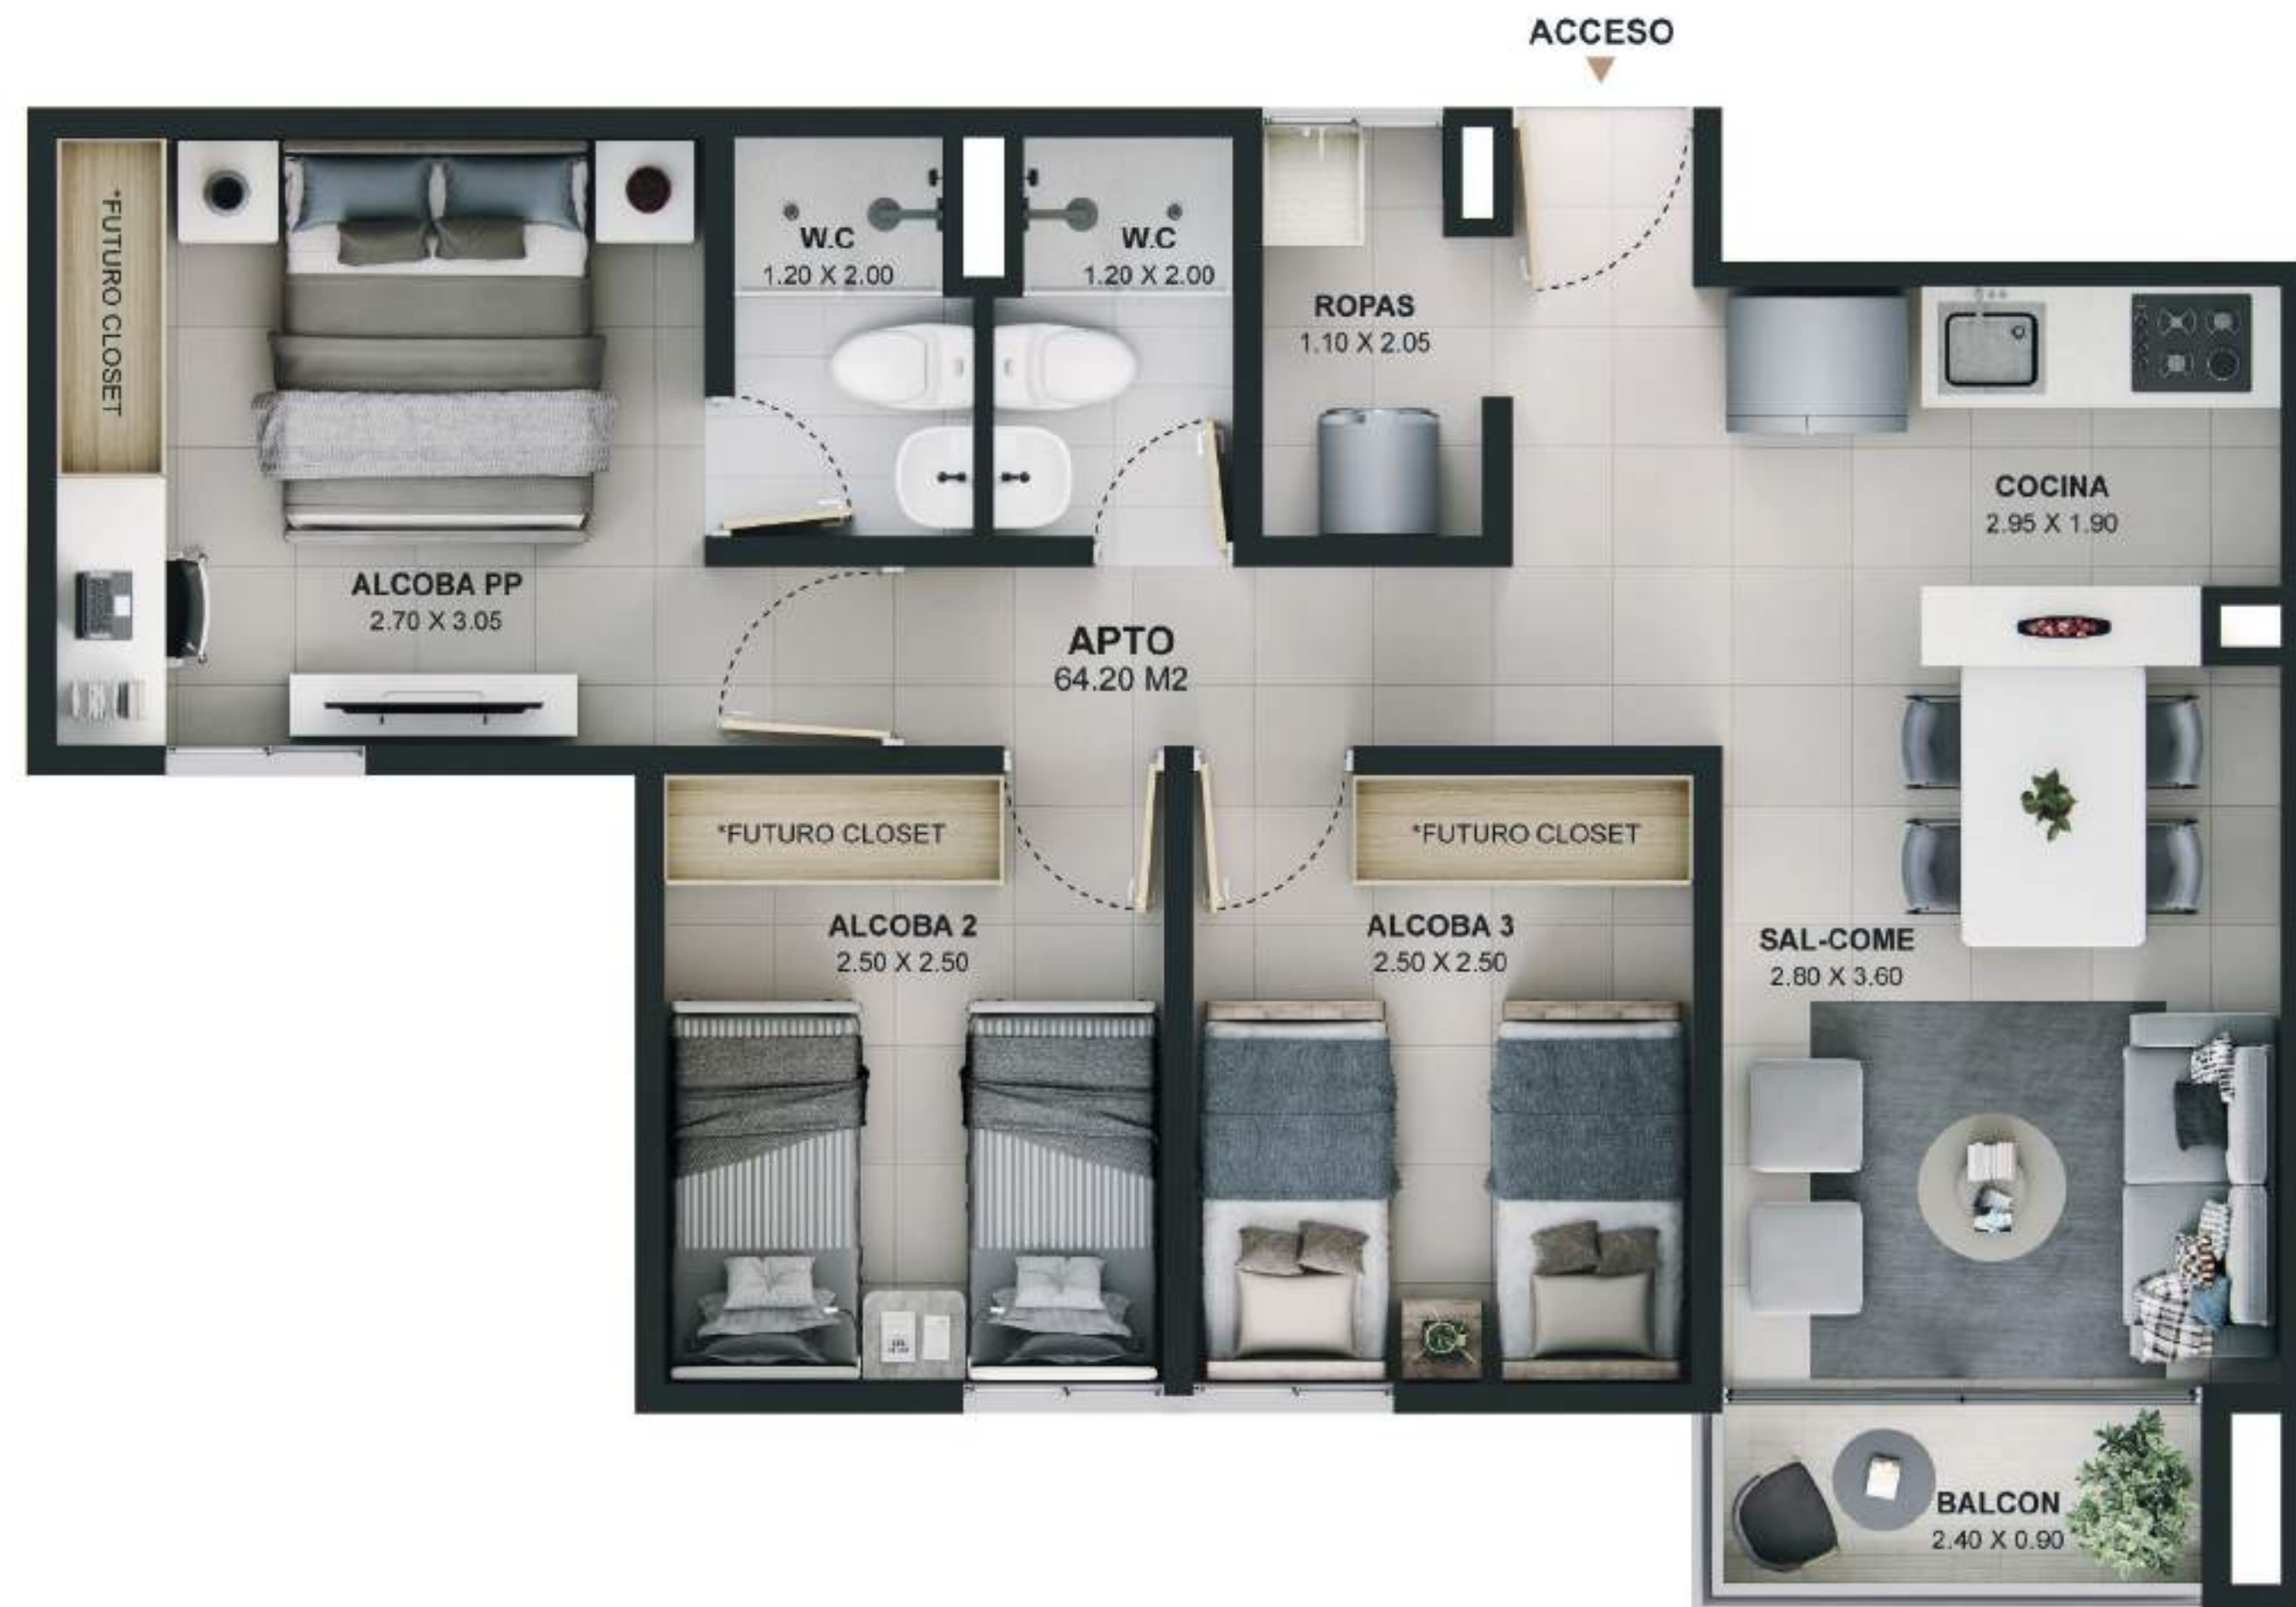 ACCESO
*FUTURO CLOSET
W.C
1.20 X 2.00
W.C
1.20 X 2.00
ROPAS
1.10 X 2.05
COCINA
2.95 X 1.90
ALCOBA PP
2.70 X 3.05
APTO
64.20 M2
*FUTURO CLOSET
*FUTURO CLOSET
ALCOBA 2
2.50 X 2.50
ALCOBA 3
2.50 X 2.50
SAL-COME
2.80 X 3.60
BALCON
2.40 X 0.90